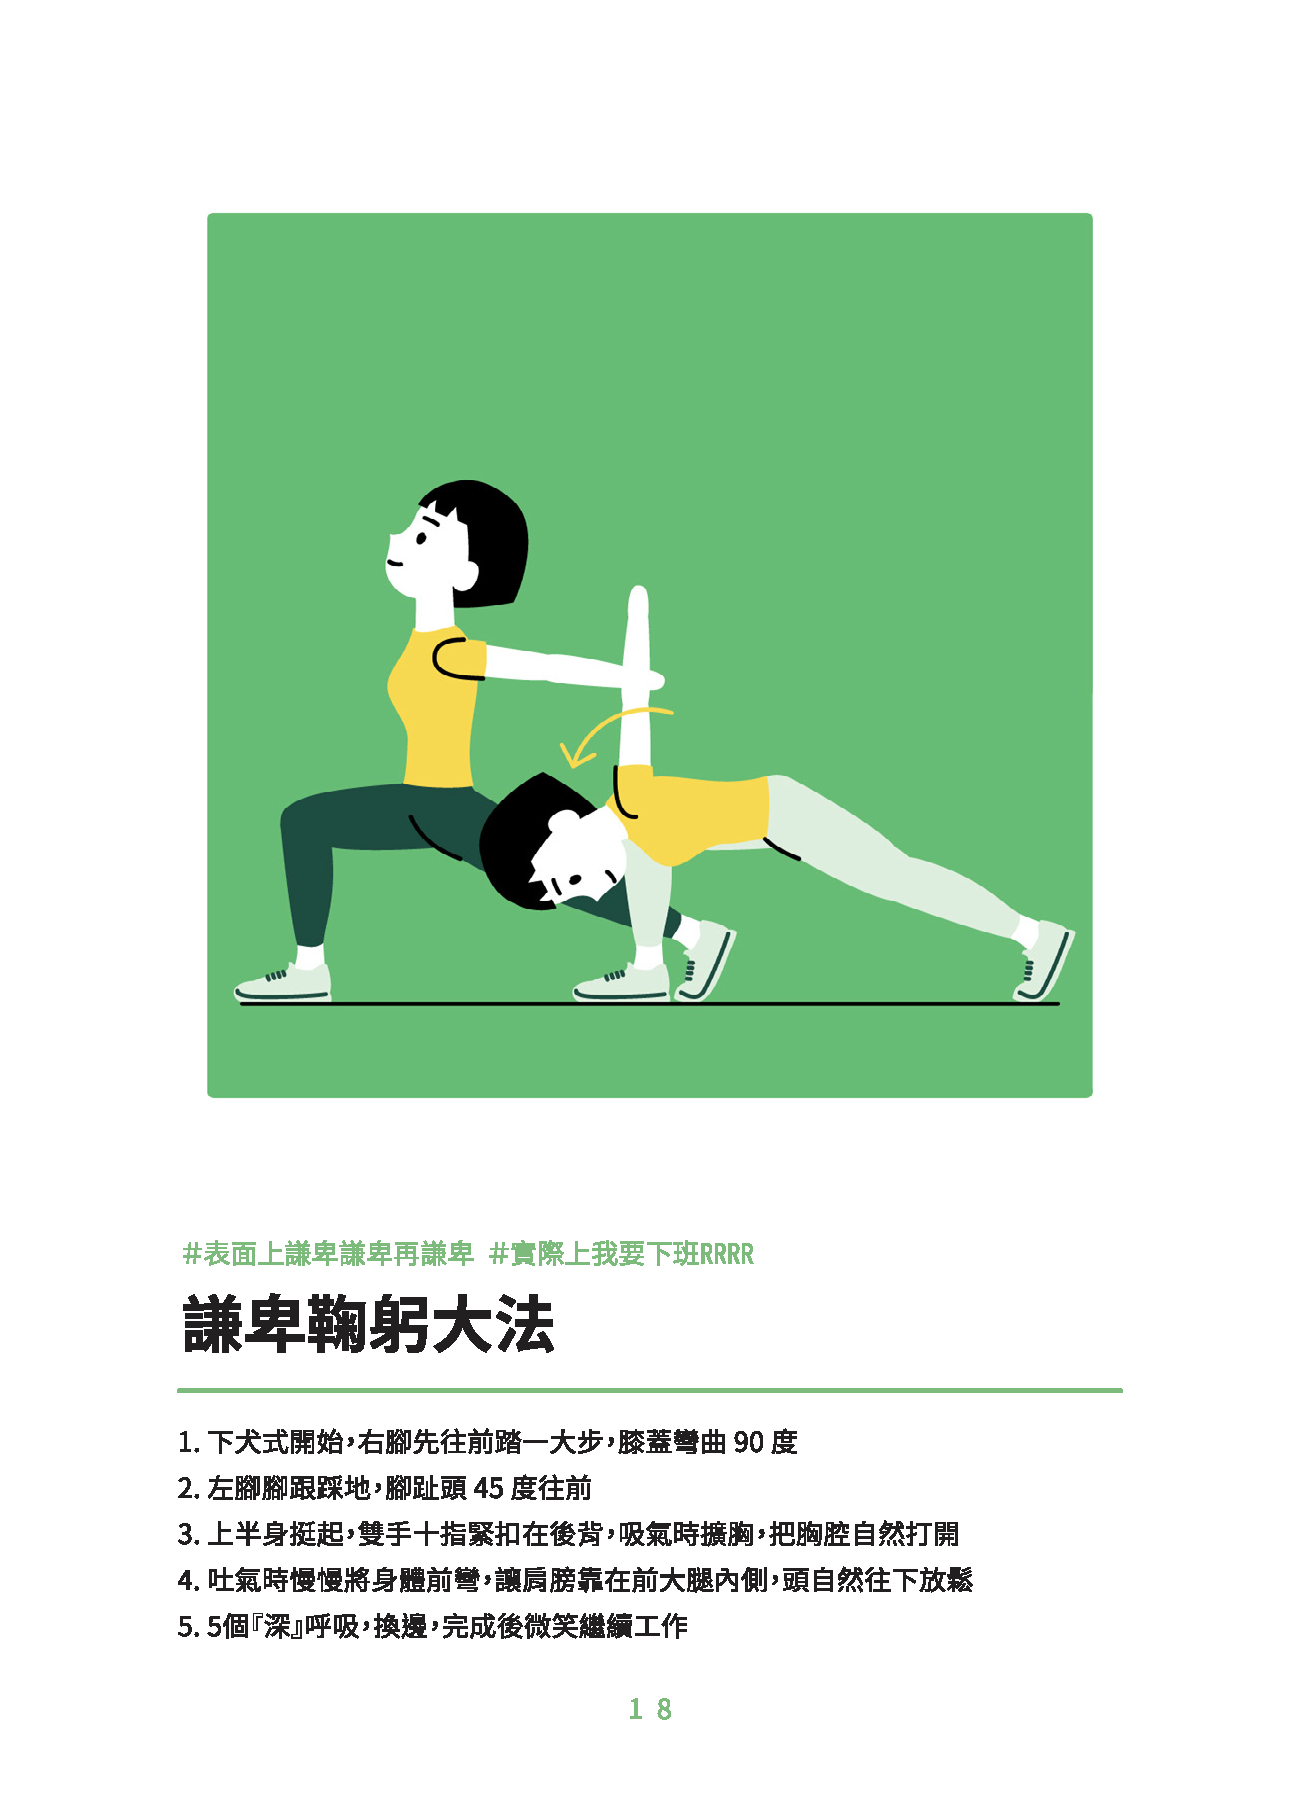 #表面上謙卑謙卑再謙卑 #實際上我要下班RRRR
謙卑鞠躬大法
1. 下犬式開始，右腳先往前踏一大步，膝蓋彎曲 90 度
2. 左腳腳跟踩地，腳趾頭 45 度往前
3. 上半身挺起，雙手十指緊扣在後背，吸氣時擴胸，把胸腔自然打開
4. 吐氣時慢慢將身體前彎，讓肩膀靠在前大腿內側，頭自然往下放鬆
5. 5個『深』呼吸，換邊，完成後微笑繼續工作
18